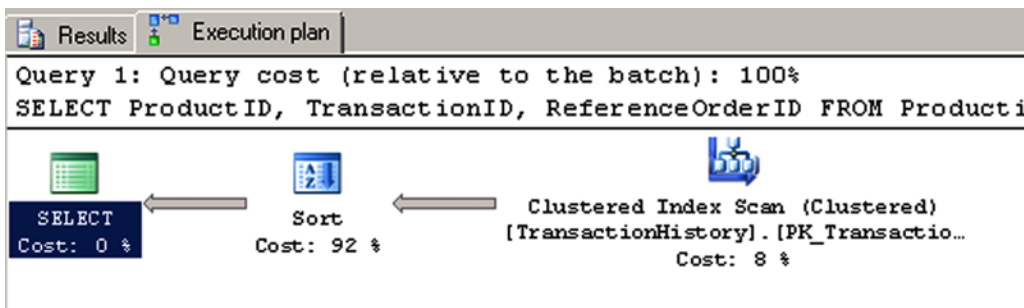 Results Execution plan
Query 1: Query cost (relative to the batch): 100%
SELECT ProductID, TransactionID, ReferenceOrderID FROM Producti
SELECT
Cost: 0 %
Sort
Cost: 92 %
Clustered Index Scan (Clustered)
[TransactionHistory].[PK_Transactio…
Cost: 8 %